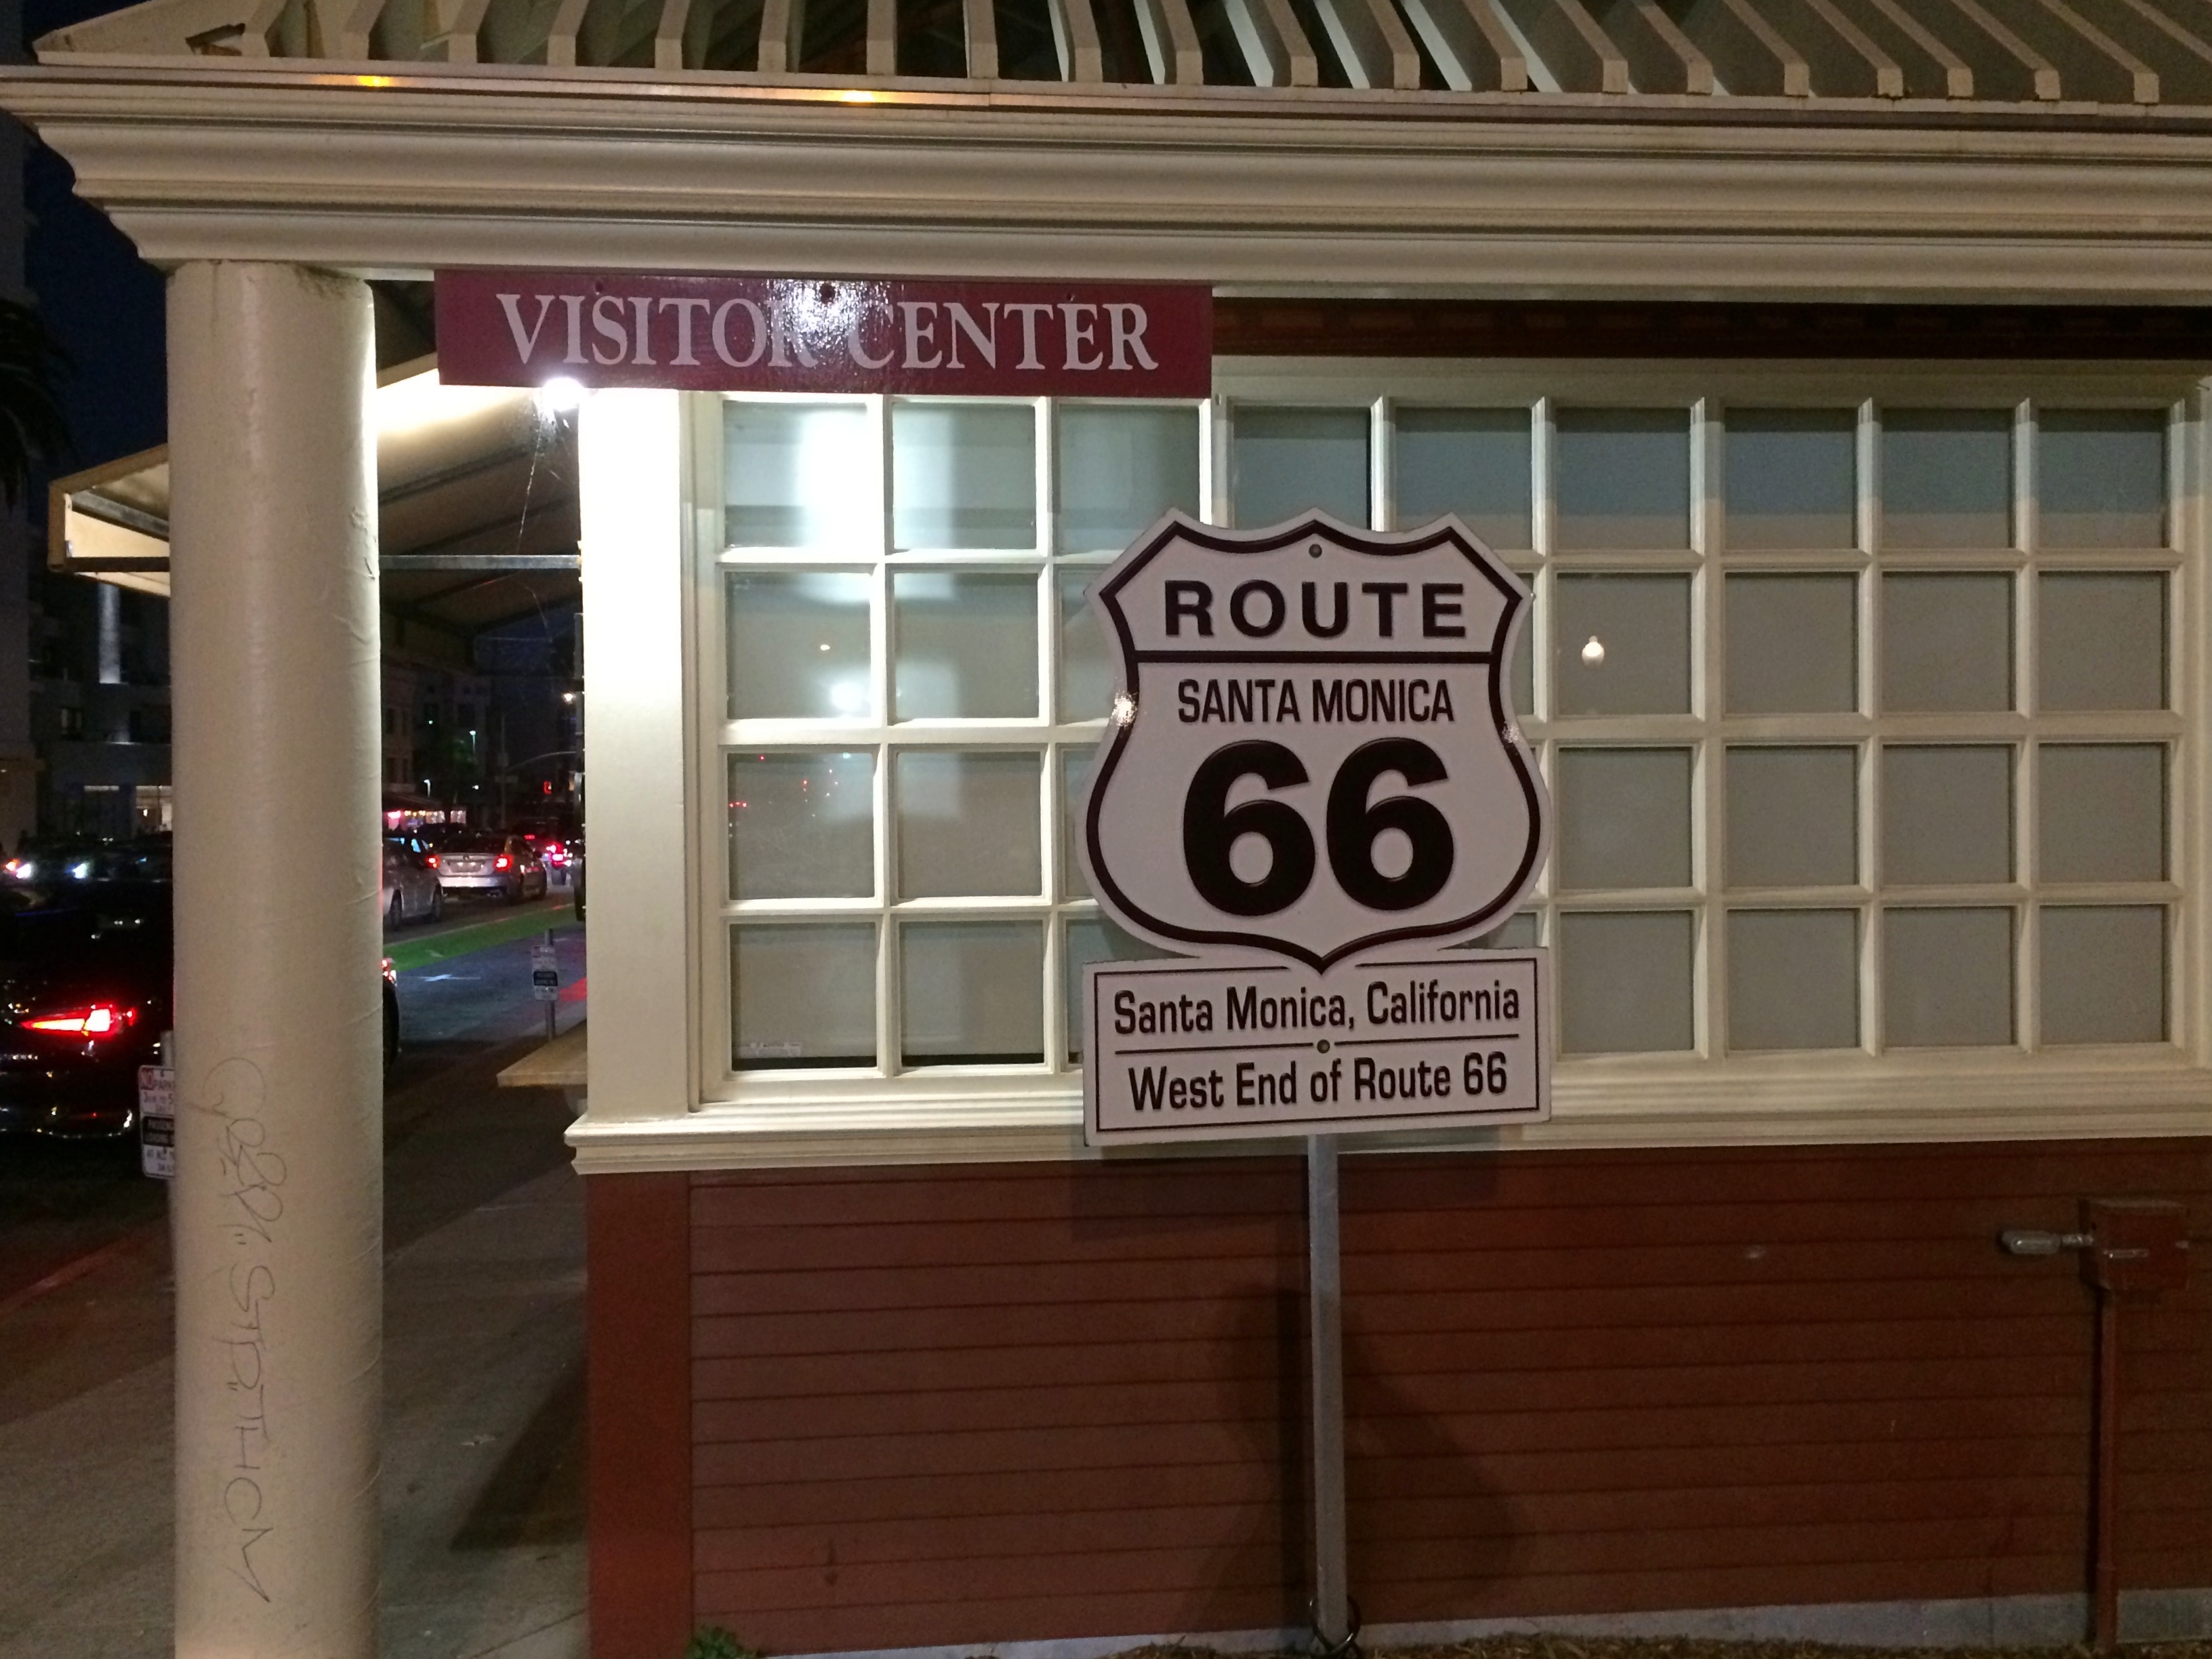 VISITOR CENTER
ROUTE
SANTA MONICA
66
Santa Monica, California
West End of Route 66